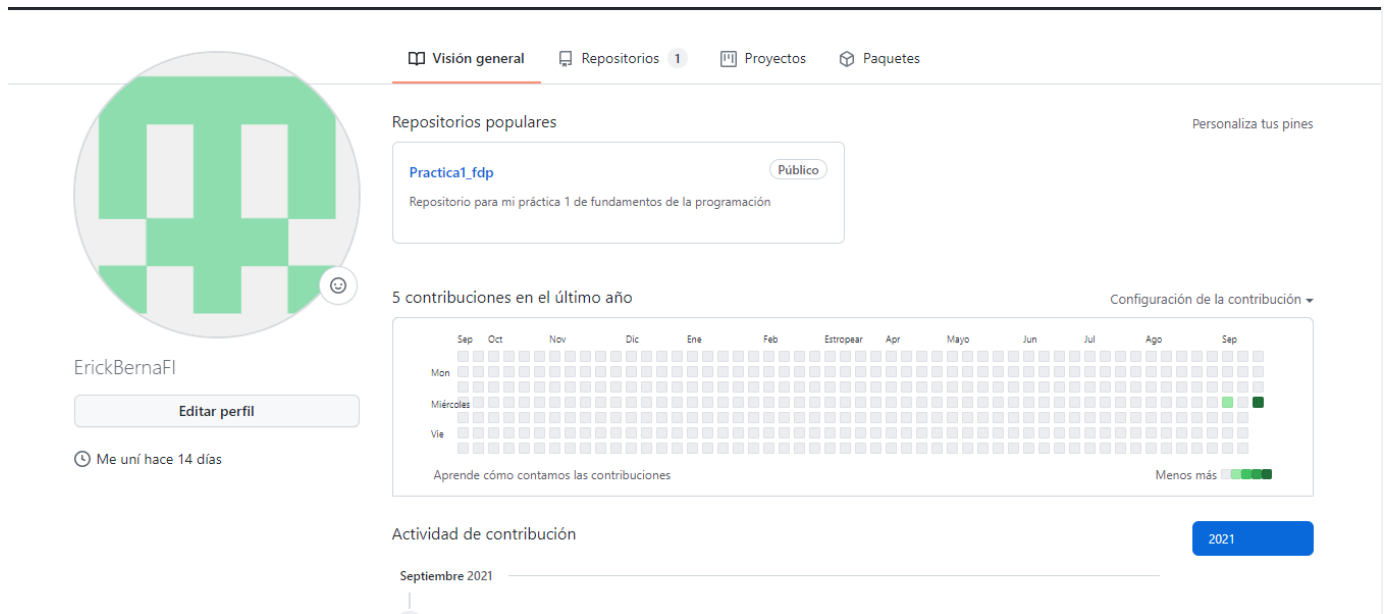 Visión general Repositorios 1 Proyectos Paquetes
Repositorios populares
Personaliza tus pines
Practica1_fdp Público
Repositorio para mi práctica 1 de fundamentos de la programación
5 contribuciones en el último año
Configuración de la contribución
Sep Oct Nov Dic Ene Feb Estropear Apr Mayo Jun Jul Ago Sep
Mon
Miércoles
Vie
Aprende cómo contamos las contribuciones
Menos más
ErickBernaFI
Editar perfil
Me uní hace 14 días
Actividad de contribución
2021
Septiembre 2021